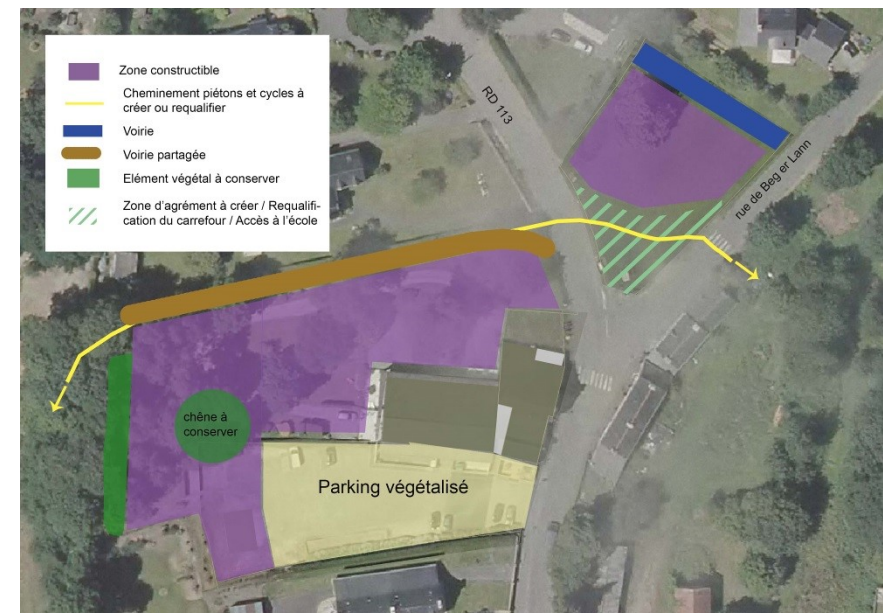 Zone constructible
Cheminement piétons et cycles à
créer ou requalifier
Voirie
Voirie partagée
Elément végétal à conserver
Zone d'agrément à créer / Requalifi-
cation du carrefour / Accès à l'école
RD 113
rue de Beg er Lann
chêne à
conserver
Parking végétalisé